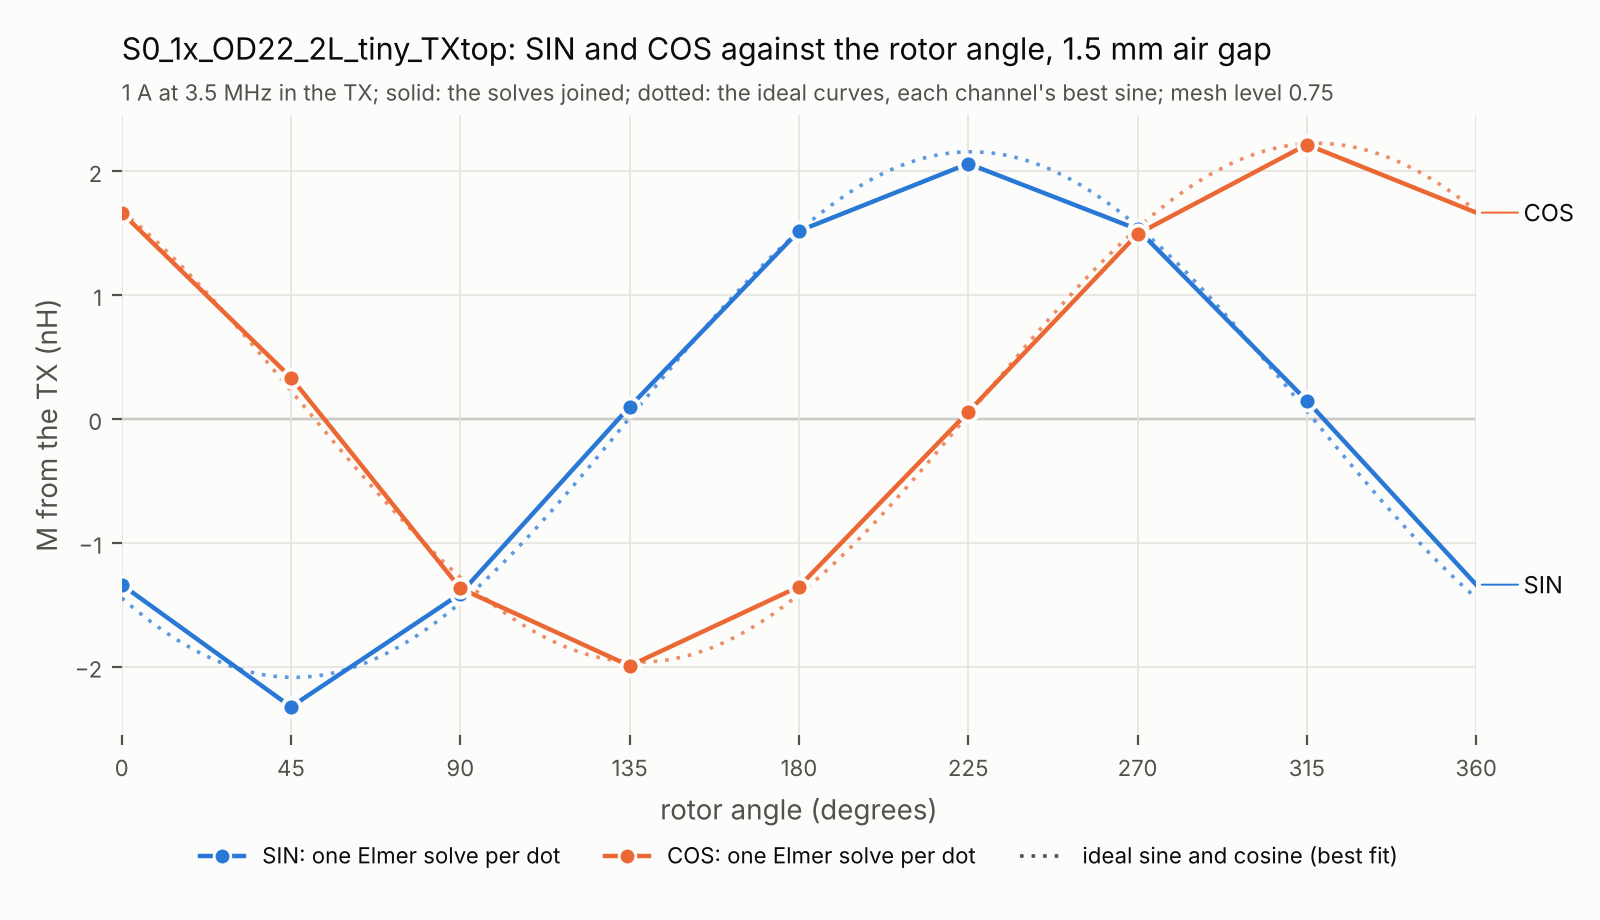 S0_1x_OD22_2L_tiny_TXtop: SIN and COS against the rotor angle, 1.5 mm air gap
1 A at 3.5 MHz in the TX; solid: the solves joined; dotted: the ideal curves, each channel's best sine; mesh level 0.75
M from the TX (nH)
2
1
0
−1
−2
COS
SIN
0 45 90 135 180 225 270 315 360
rotor angle (degrees)
SIN: one Elmer solve per dot COS: one Elmer solve per dot ideal sine and cosine (best fit)